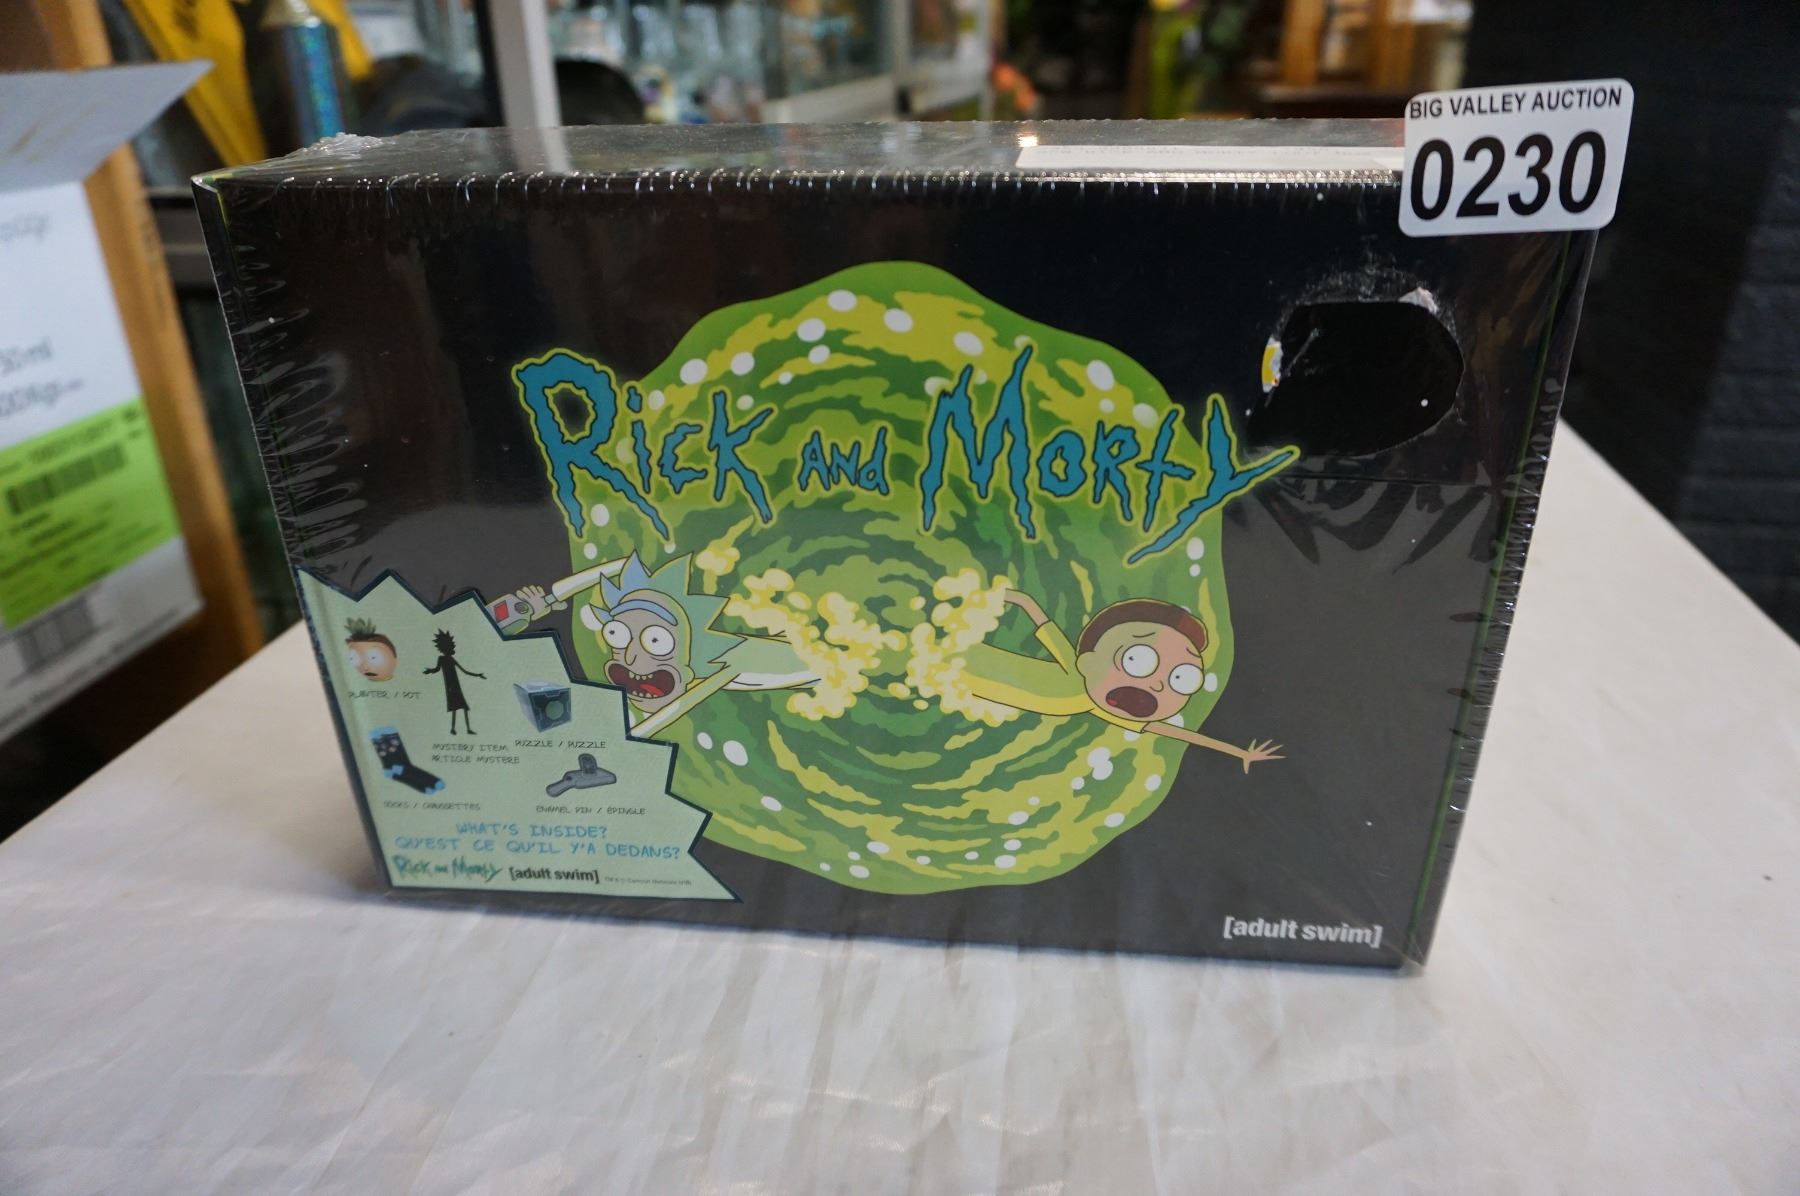 BIG VALLEY AUCTION
0230
RICK AND MORTY
PLANTER / POT
MYSTERY ITEM
ARTICLE MYSTÈRE
PUZZLE / PUZZLE
SOCKS / CHAUSSETTES
ENAMEL PIN / ÉPINGLE
WHAT'S INSIDE?
QU'EST CE QU'IL Y'A DEDANS?
RICK AND MORTY [adult swim]
[adult swim]